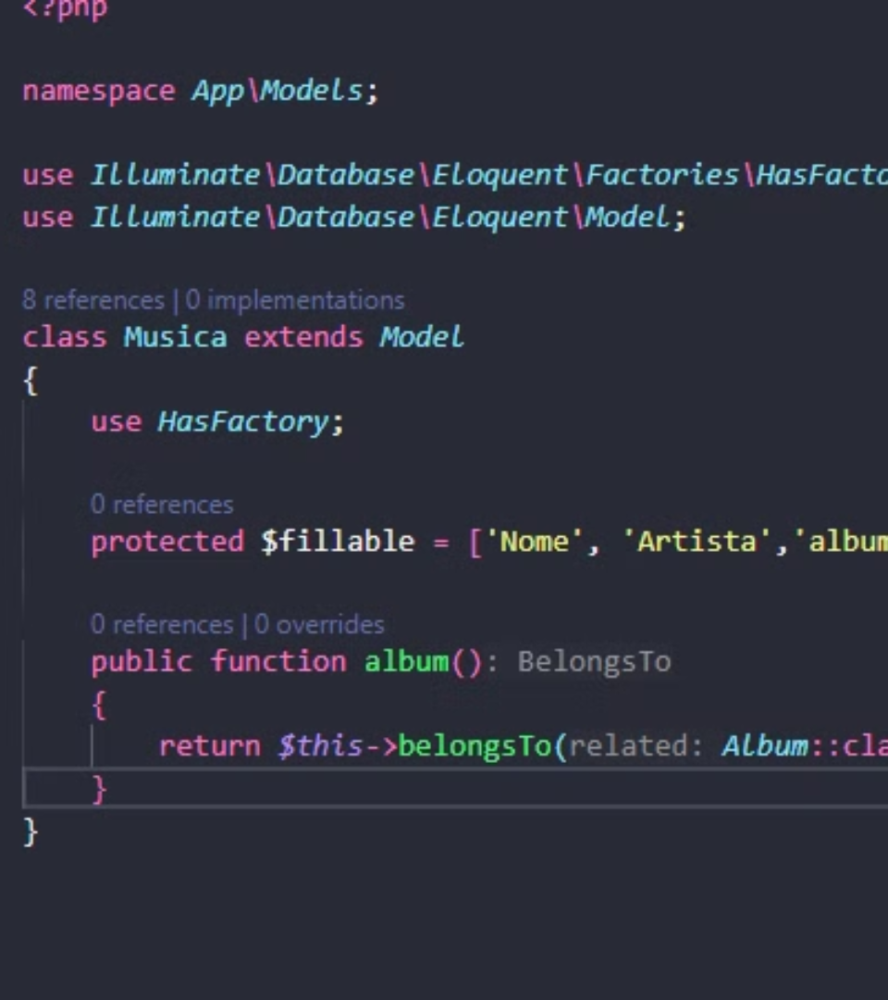 <?php
namespace App\Models;
use Illuminate\Database\Eloquent\Factories\HasFacto
use Illuminate\Database\Eloquent\Model;
8 references | 0 implementations
class Musica extends Model
{
use HasFactory;
0 references
protected $fillable = ['Nome', 'Artista','album
0 references | 0 overrides
public function album(): BelongsTo
{
return $this->belongsTo(related: Album::cla
}
}